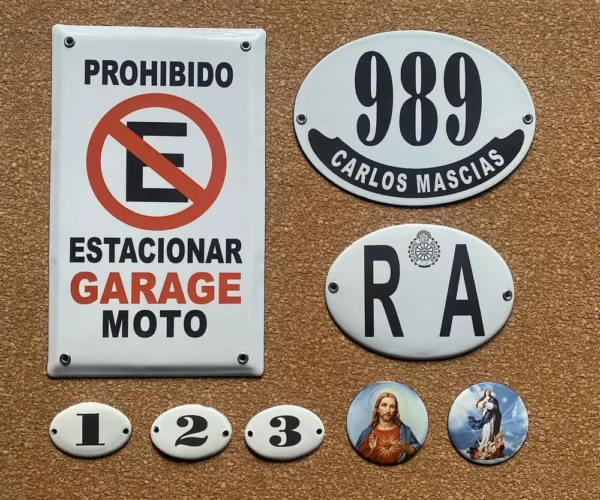 PROHIBIDO
E
ESTACIONAR
GARAGE
MOTO
989
CARLOS MASCIAS
R A
1
2
3